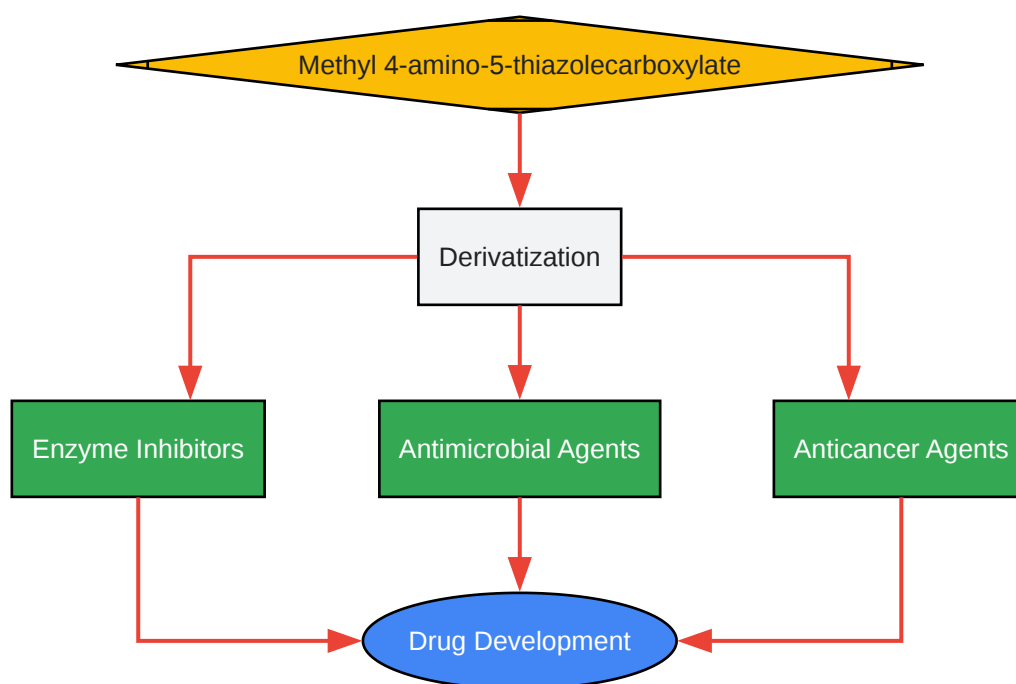 Methyl 4-amino-5-thiazolecarboxylate
Derivatization
Enzyme Inhibitors
Antimicrobial Agents
Anticancer Agents
Drug Development